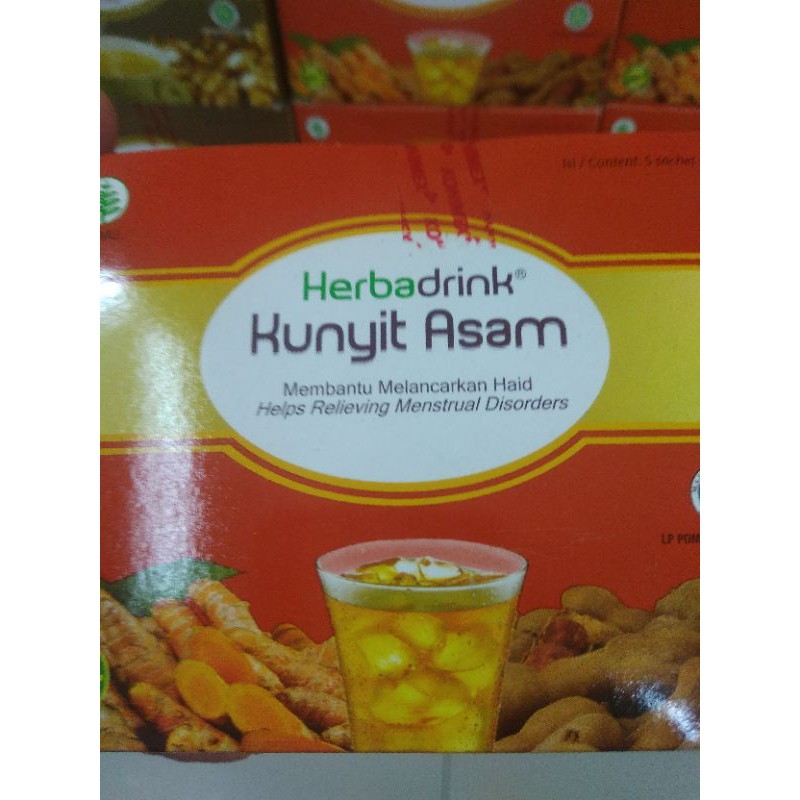 Isi / Content: 5 sachet
Herbadrink®
Kunyit Asam
Membantu Melancarkan Haid
Helps Relieving Menstrual Disorders
LP POM